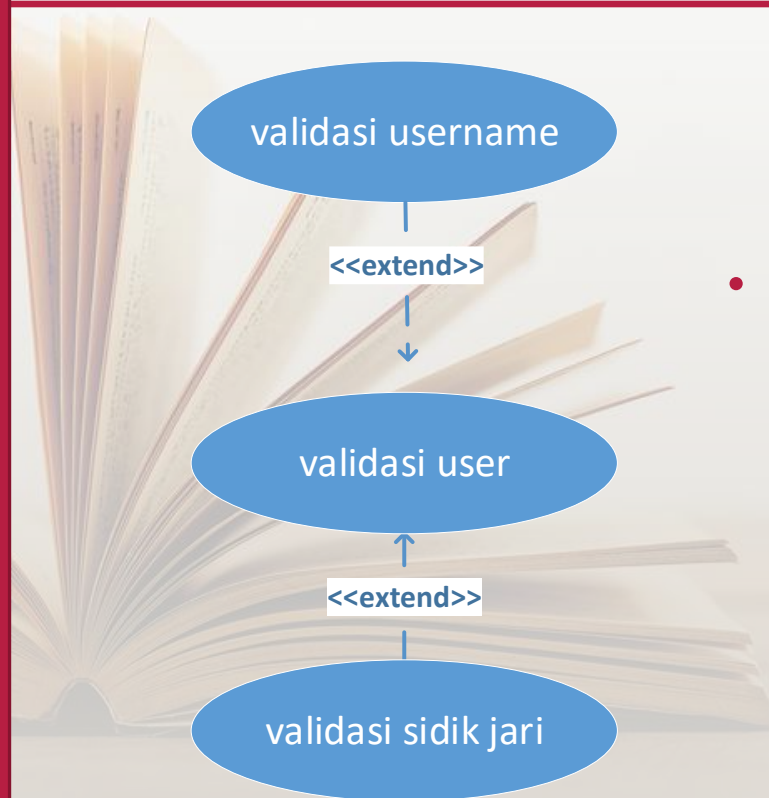 validasi username
<<extend>>
validasi user
<<extend>>
validasi sidik jari